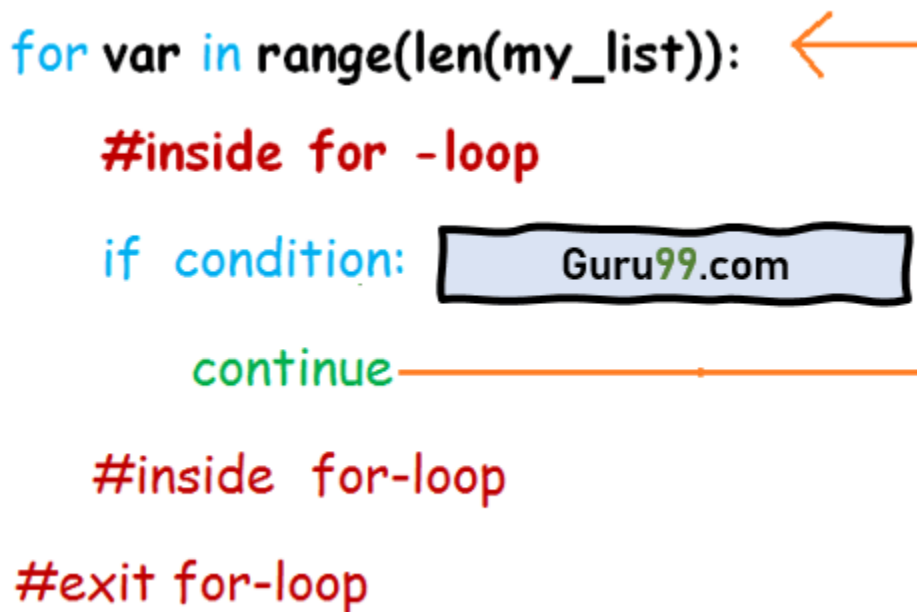 for var in range(len(my_list)):
#inside for -loop
if condition:
Guru99.com
continue
#inside for-loop
#exit for-loop